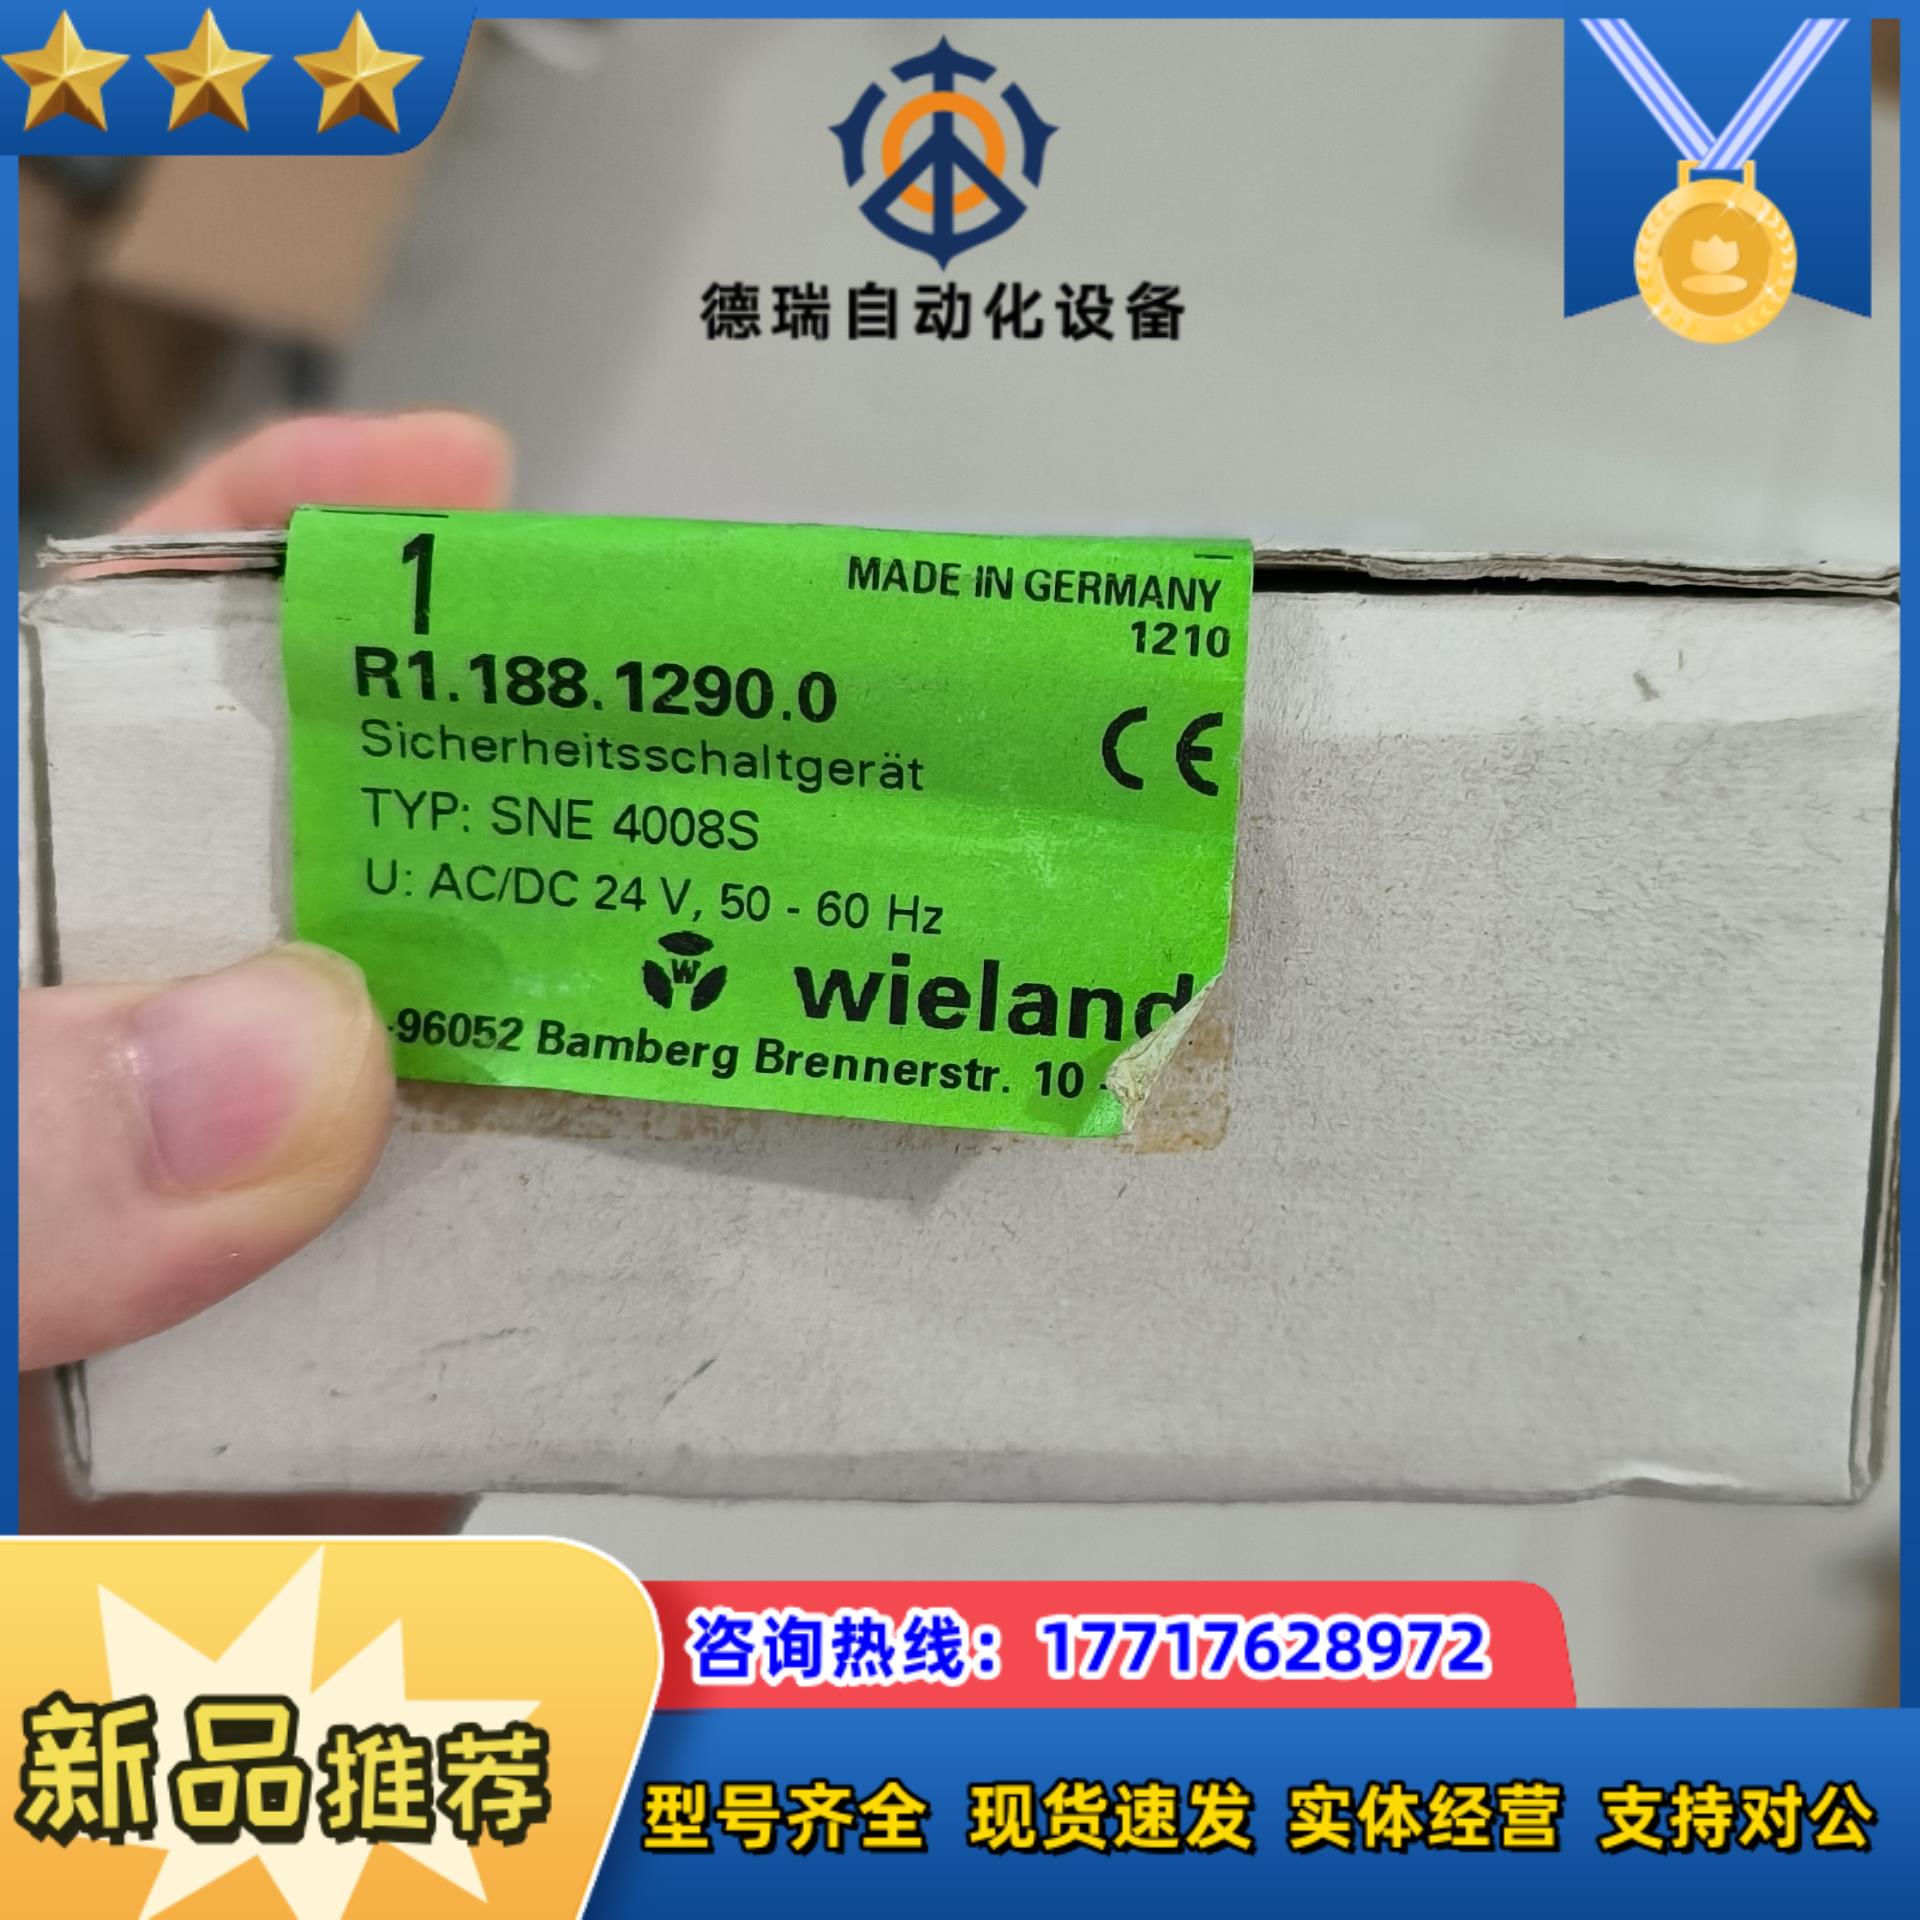 德瑞自动化设备
1
MADE IN GERMANY
1210
R1.188.1290.0
Sicherheitsschaltgerät
CE
TYP: SNE 4008S
U: AC/DC 24 V, 50 - 60 Hz
W
wieland
-96052 Bamberg Brennerstr. 10 -
咨询热线：17717628972
新品推荐
型号齐全 现货速发 实体经营 支持对公